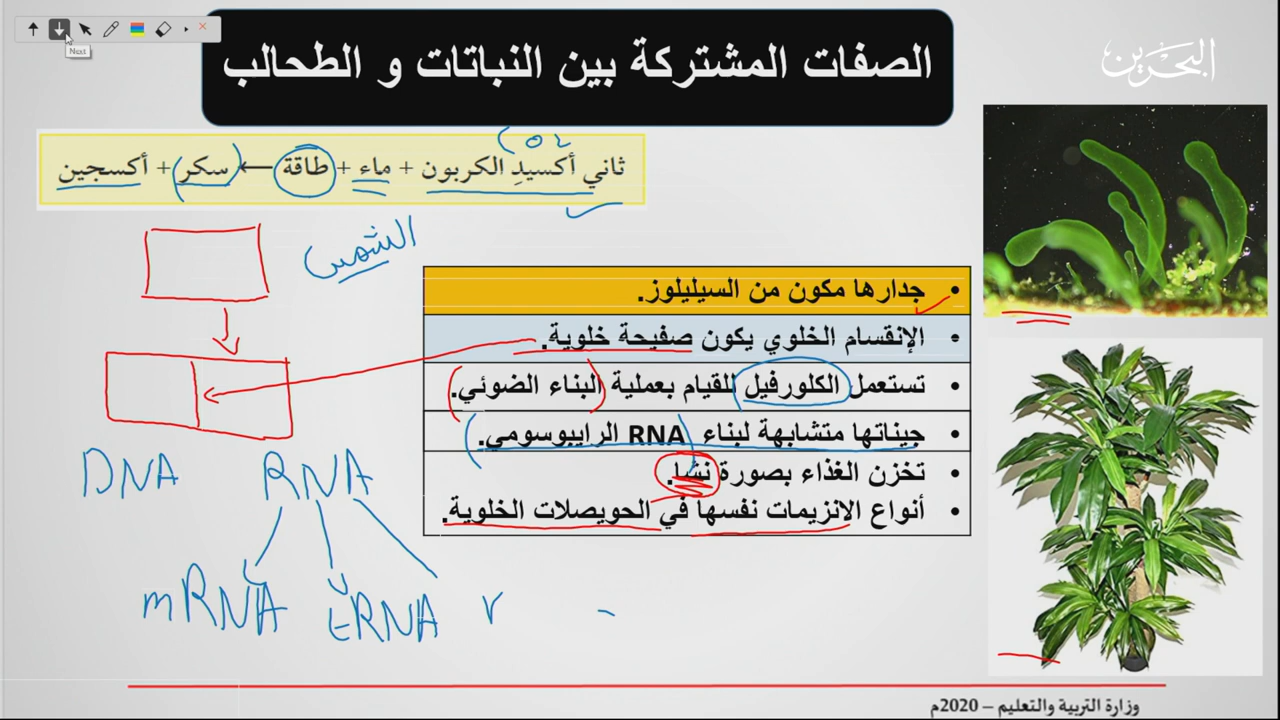 Next
الصفات المشتركة بين النباتات و الطحالب
البحرين
CO2
ثاني أكسيدِ الكربون + ماء + طاقة ⟵ سكر + أكسجين
الشمس
• جدارها مكون من السيليلوز.
• الإنقسام الخلوي يكون صفيحة خلوية.
• تستعمل الكلورفيل للقيام بعملية البناء الضوئي.
• جيناتها متشابهة لبناء RNA الرايبوسومي.
• تخزن الغذاء بصورة نشا.
• أنواع الانزيمات نفسها في الحويصلات الخلوية.
DNA RNA
mRNA tRNA r
وزارة التربية والتعليم – 2020م